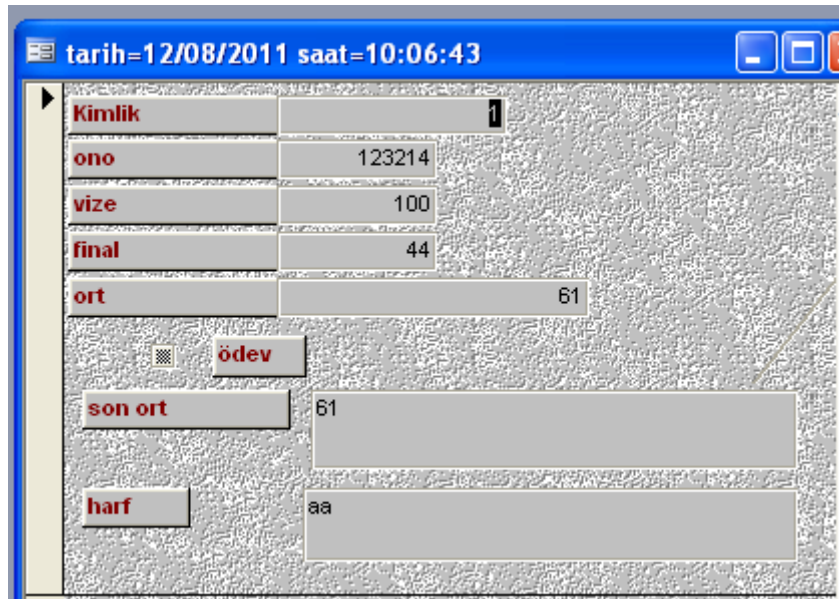 tarih=12/08/2011 saat=10:06:43
Kimlik 1
ono 123214
vize 100
final 44
ort 61
ödev
son ort 61
harf aa